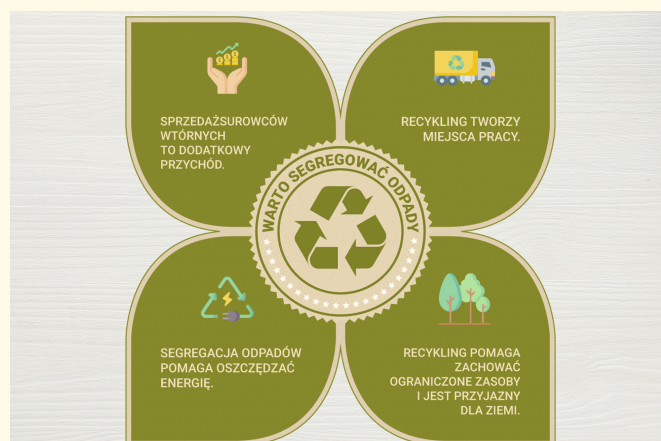 SPRZEDAŻSUROWCÓW
WTÓRNYCH
TO DODATKOWY
PRZYCHÓD.
RECYKLING TWORZY
MIEJSCA PRACY.
WARTO SEGREGOWAĆ ODPADY
SEGREGACJA ODPADÓW
POMAGA OSZCZĘDZAĆ
ENERGIĘ.
RECYKLING POMAGA
ZACHOWAĆ
OGRANICZONE ZASOBY
I JEST PRZYJAZNY
DLA ZIEMI.